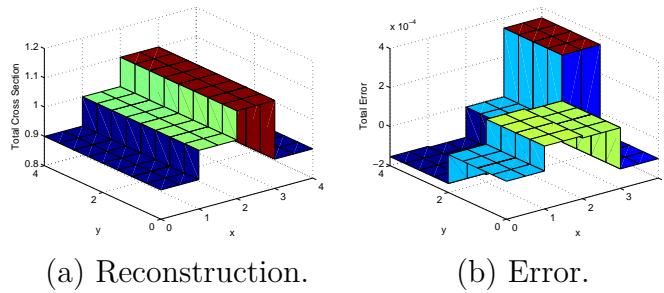 x 10⁻⁴
1.2
1.1
1
0.9
0.8
Total Cross Section
4
2
0
y
0
1
2
3
4
x
4
2
0
−2
Total Error
4
2
0
y
0
1
2
3
4
x
(a) Reconstruction.
(b) Error.